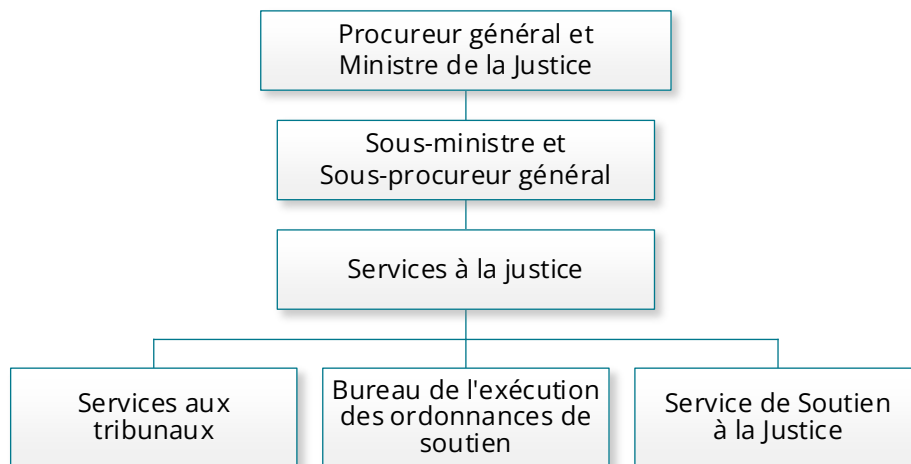 Procureur général et
Ministre de la Justice
Sous-ministre et
Sous-procureur général
Services à la justice
Services aux
tribunaux
Bureau de l'exécution
des ordonnances de
soutien
Service de Soutien
à la Justice